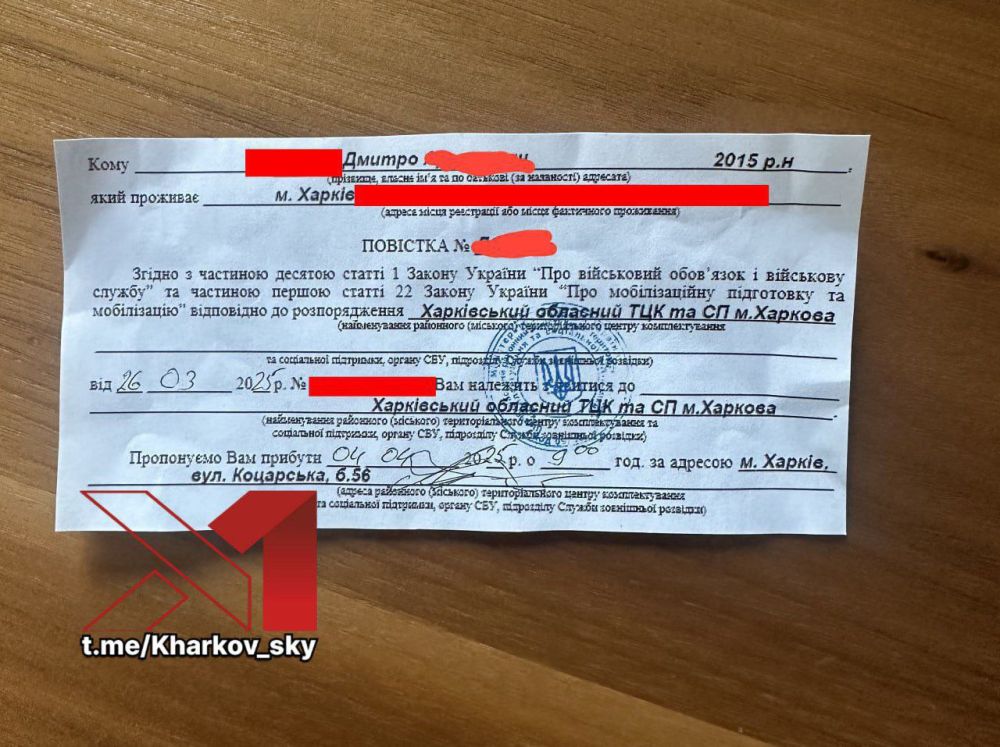 Кому Дмитро 2015 р.н
(прізвище, власне ім'я та по батькові (за наявності) адресата)
який проживає м. Харків
(адреса місця реєстрації або місця фактичного проживання)
ПОВІСТКА №
Згідно з частиною десятою статті 1 Закону України “Про військовий обов'язок і військову
службу” та частиною першою статті 22 Закону України “Про мобілізаційну підготовку та
мобілізацію” відповідно до розпорядження Харківський обласний ТЦК та СП м.Харкова
(найменування районного (міського) територіального центру комплектування
та соціальної підтримки, органу СБУ, підрозділу Служби зовнішньої розвідки)
від 26 03 2025р. № Вам належить з'явитися до
Харківський обласний ТЦК та СП м.Харкова
(найменування районного (міського) територіального центру комплектування та
соціальної підтримки, органу СБУ, підрозділу Служби зовнішньої розвідки)
Пропонуємо Вам прибути 04 04 2025 р. о 9 00 год. за адресою м. Харків,
вул. Коцарська, б.56
(адреса районного (міського) територіального центру комплектування
та соціальної підтримки, органу СБУ, підрозділу Служби зовнішньої розвідки)
t.me/Kharkov_sky